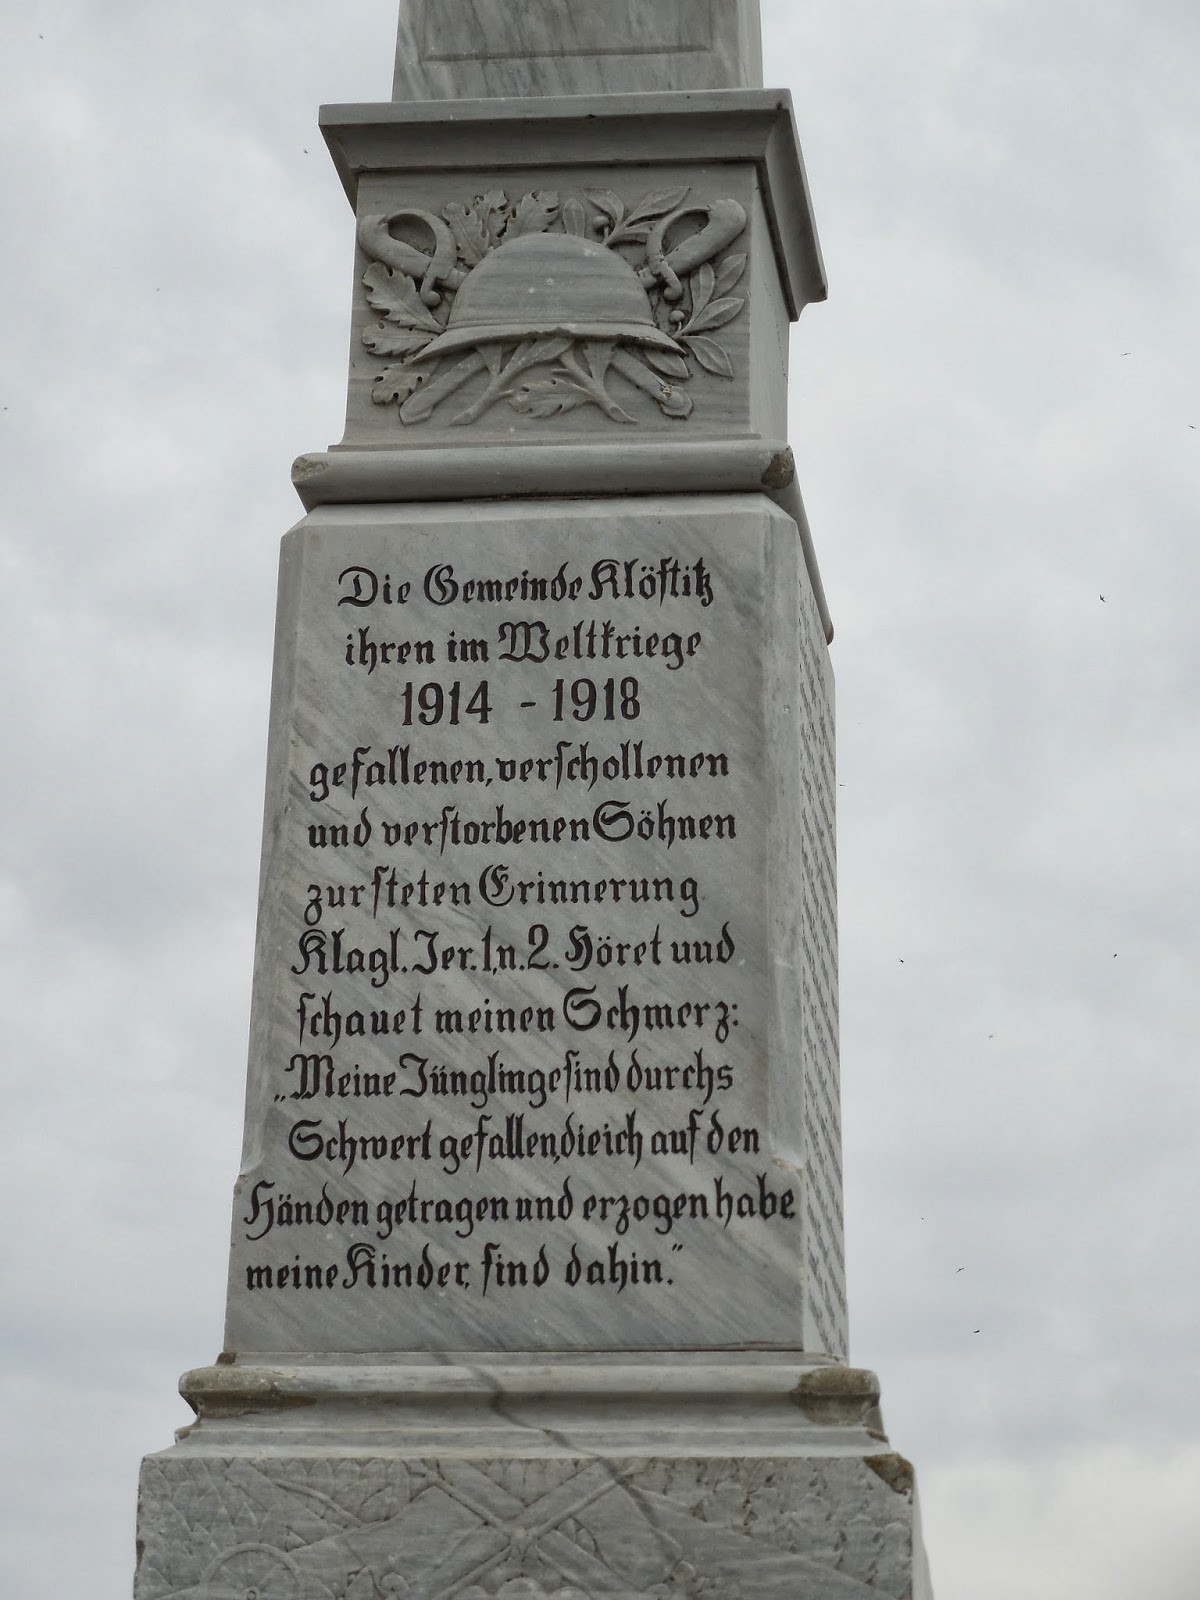 Die Gemeinde Klöstitz
ihren im Weltkriege
1914 - 1918
gefallenen, verschollenen
und verstorbenen Söhnen
zur steten Erinnerung
Klagl. Jer. 1,n. 2. Höret und
schauet meinen Schmerz:
„Meine Jünglinge sind durchs
Schwert gefallen, die ich auf den
Händen getragen und erzogen habe,
meine Kinder, sind dahin."